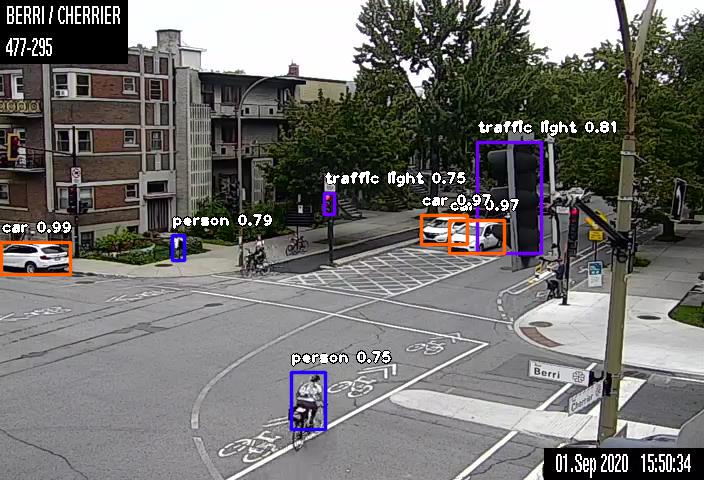 BERRI / CHERRIER
477-295
traffic light 0.81
traffic light 0.75
car 0.97
car 0.97
person 0.79
car 0.99
person 0.75
Berri
Cherrier
01.Sep 2020 15:50:34